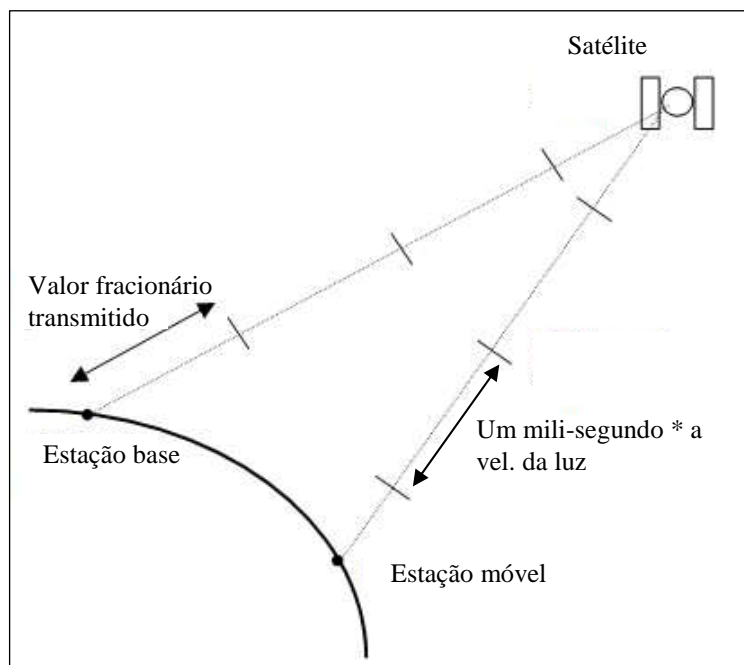 Satélite
Valor fracionário
transmitido
Um mili-segundo * a
vel. da luz
Estação base
Estação móvel